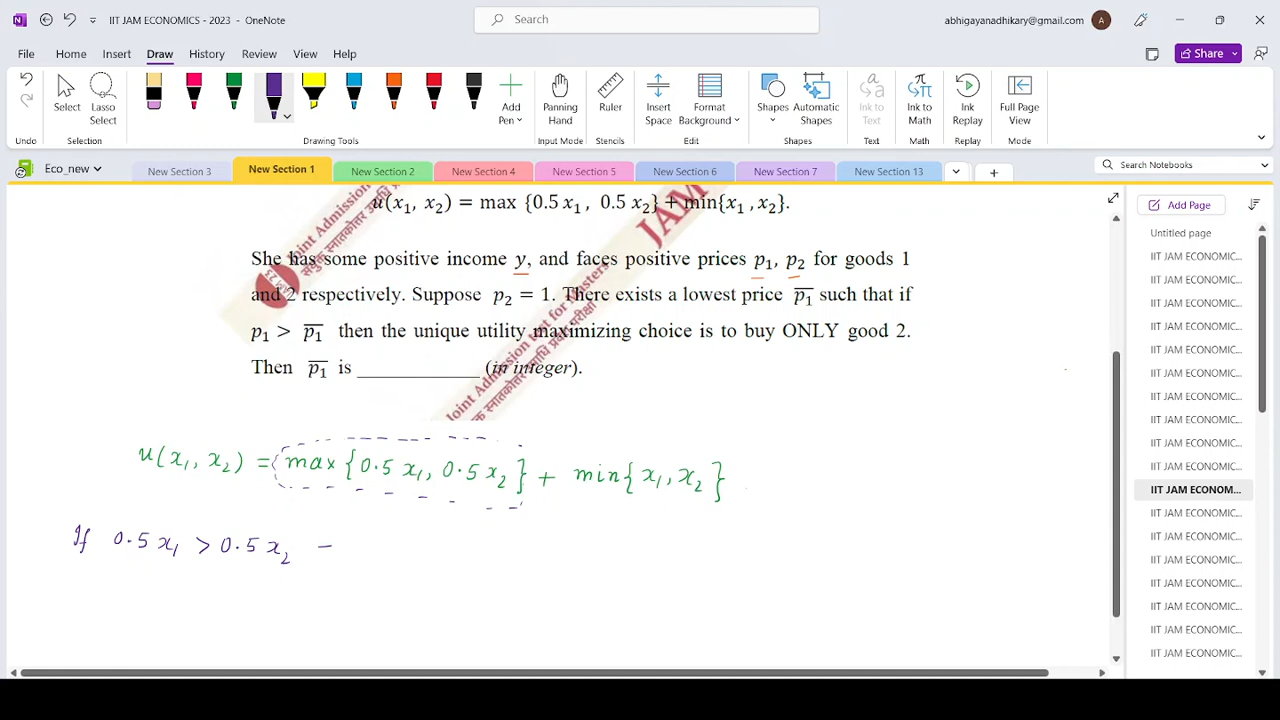 IIT JAM ECONOMICS - 2023 - OneNote
Search
abhigayanadhikary@gmail.com
A
File Home Insert Draw History Review View Help
Share
Undo
Select
Lasso Select
Add Pen
Panning Hand
Ruler
Insert Space
Format Background
Shapes
Automatic Shapes
Ink to Text
Ink to Math
Ink Replay
Full Page View
Undo
Selection
Drawing Tools
Input Mode
Stencils
Edit
Shapes
Text
Math
Replay
Mode
Eco_new
New Section 3
New Section 1
New Section 2
New Section 4
New Section 5
New Section 6
New Section 7
New Section 13
Search Notebooks
u(x₁, x₂) = max {0.5 x₁ , 0.5 x₂} + min{x₁ , x₂}.
She has some positive income y, and faces positive prices p₁, p₂ for goods 1
and 2 respectively. Suppose p₂ = 1. There exists a lowest price p̅₁ such that if
p₁ > p̅₁ then the unique utility maximizing choice is to buy ONLY good 2.
Then p̅₁ is ____________ (in integer).
u(x₁, x₂) = max{0.5 x₁, 0.5 x₂} + min{x₁, x₂}
If 0.5 x₁ > 0.5 x₂ –
Add Page
Untitled page
IIT JAM ECONOMIC...
IIT JAM ECONOMIC...
IIT JAM ECONOMIC...
IIT JAM ECONOMIC...
IIT JAM ECONOMIC...
IIT JAM ECONOMIC...
IIT JAM ECONOMIC...
IIT JAM ECONOMIC...
IIT JAM ECONOMIC...
IIT JAM ECONOMIC...
IIT JAM ECONOM...
IIT JAM ECONOMIC...
IIT JAM ECONOMIC...
IIT JAM ECONOMIC...
IIT JAM ECONOMIC...
IIT JAM ECONOMIC...
IIT JAM ECONOMIC...
IIT JAM ECONOMIC...